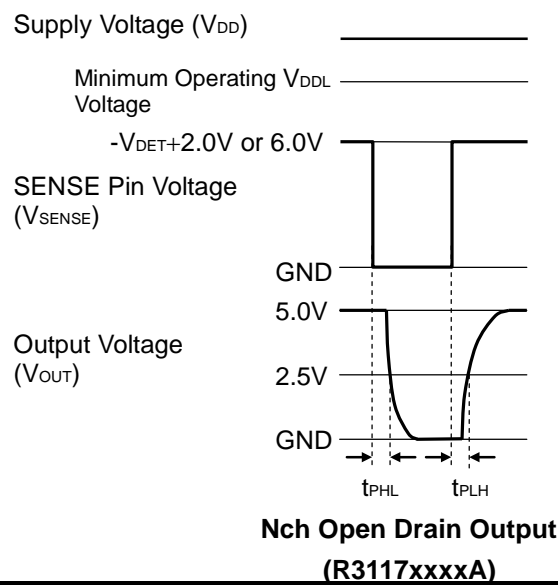 Supply Voltage (VDD)
Minimum Operating VDDL
Voltage
-VDET+2.0V or 6.0V
SENSE Pin Voltage
(VSENSE)
GND
5.0V
Output Voltage
(VOUT)
2.5V
GND
tPHL tPLH
Nch Open Drain Output
(R3117xxxxA)